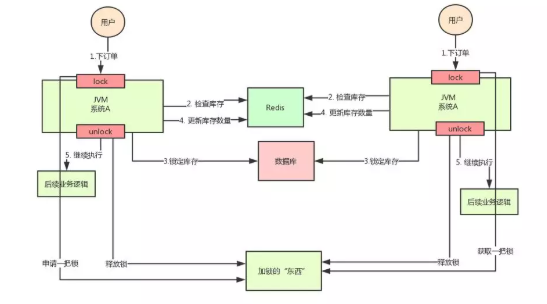 用户
用户
1.下订单
1.下订单
lock
lock
JVM
系统A
2. 检查库存
Redis
2. 检查库存
JVM
系统A
4. 更新库存数量
4. 更新库存数量
unlock
unlock
5. 继续执行
3.锁定库存
数据库
3.锁定库存
5. 继续执行
后续业务逻辑
后续业务逻辑
申请一把锁
释放锁
加锁的“东西”
释放锁
获取一把锁